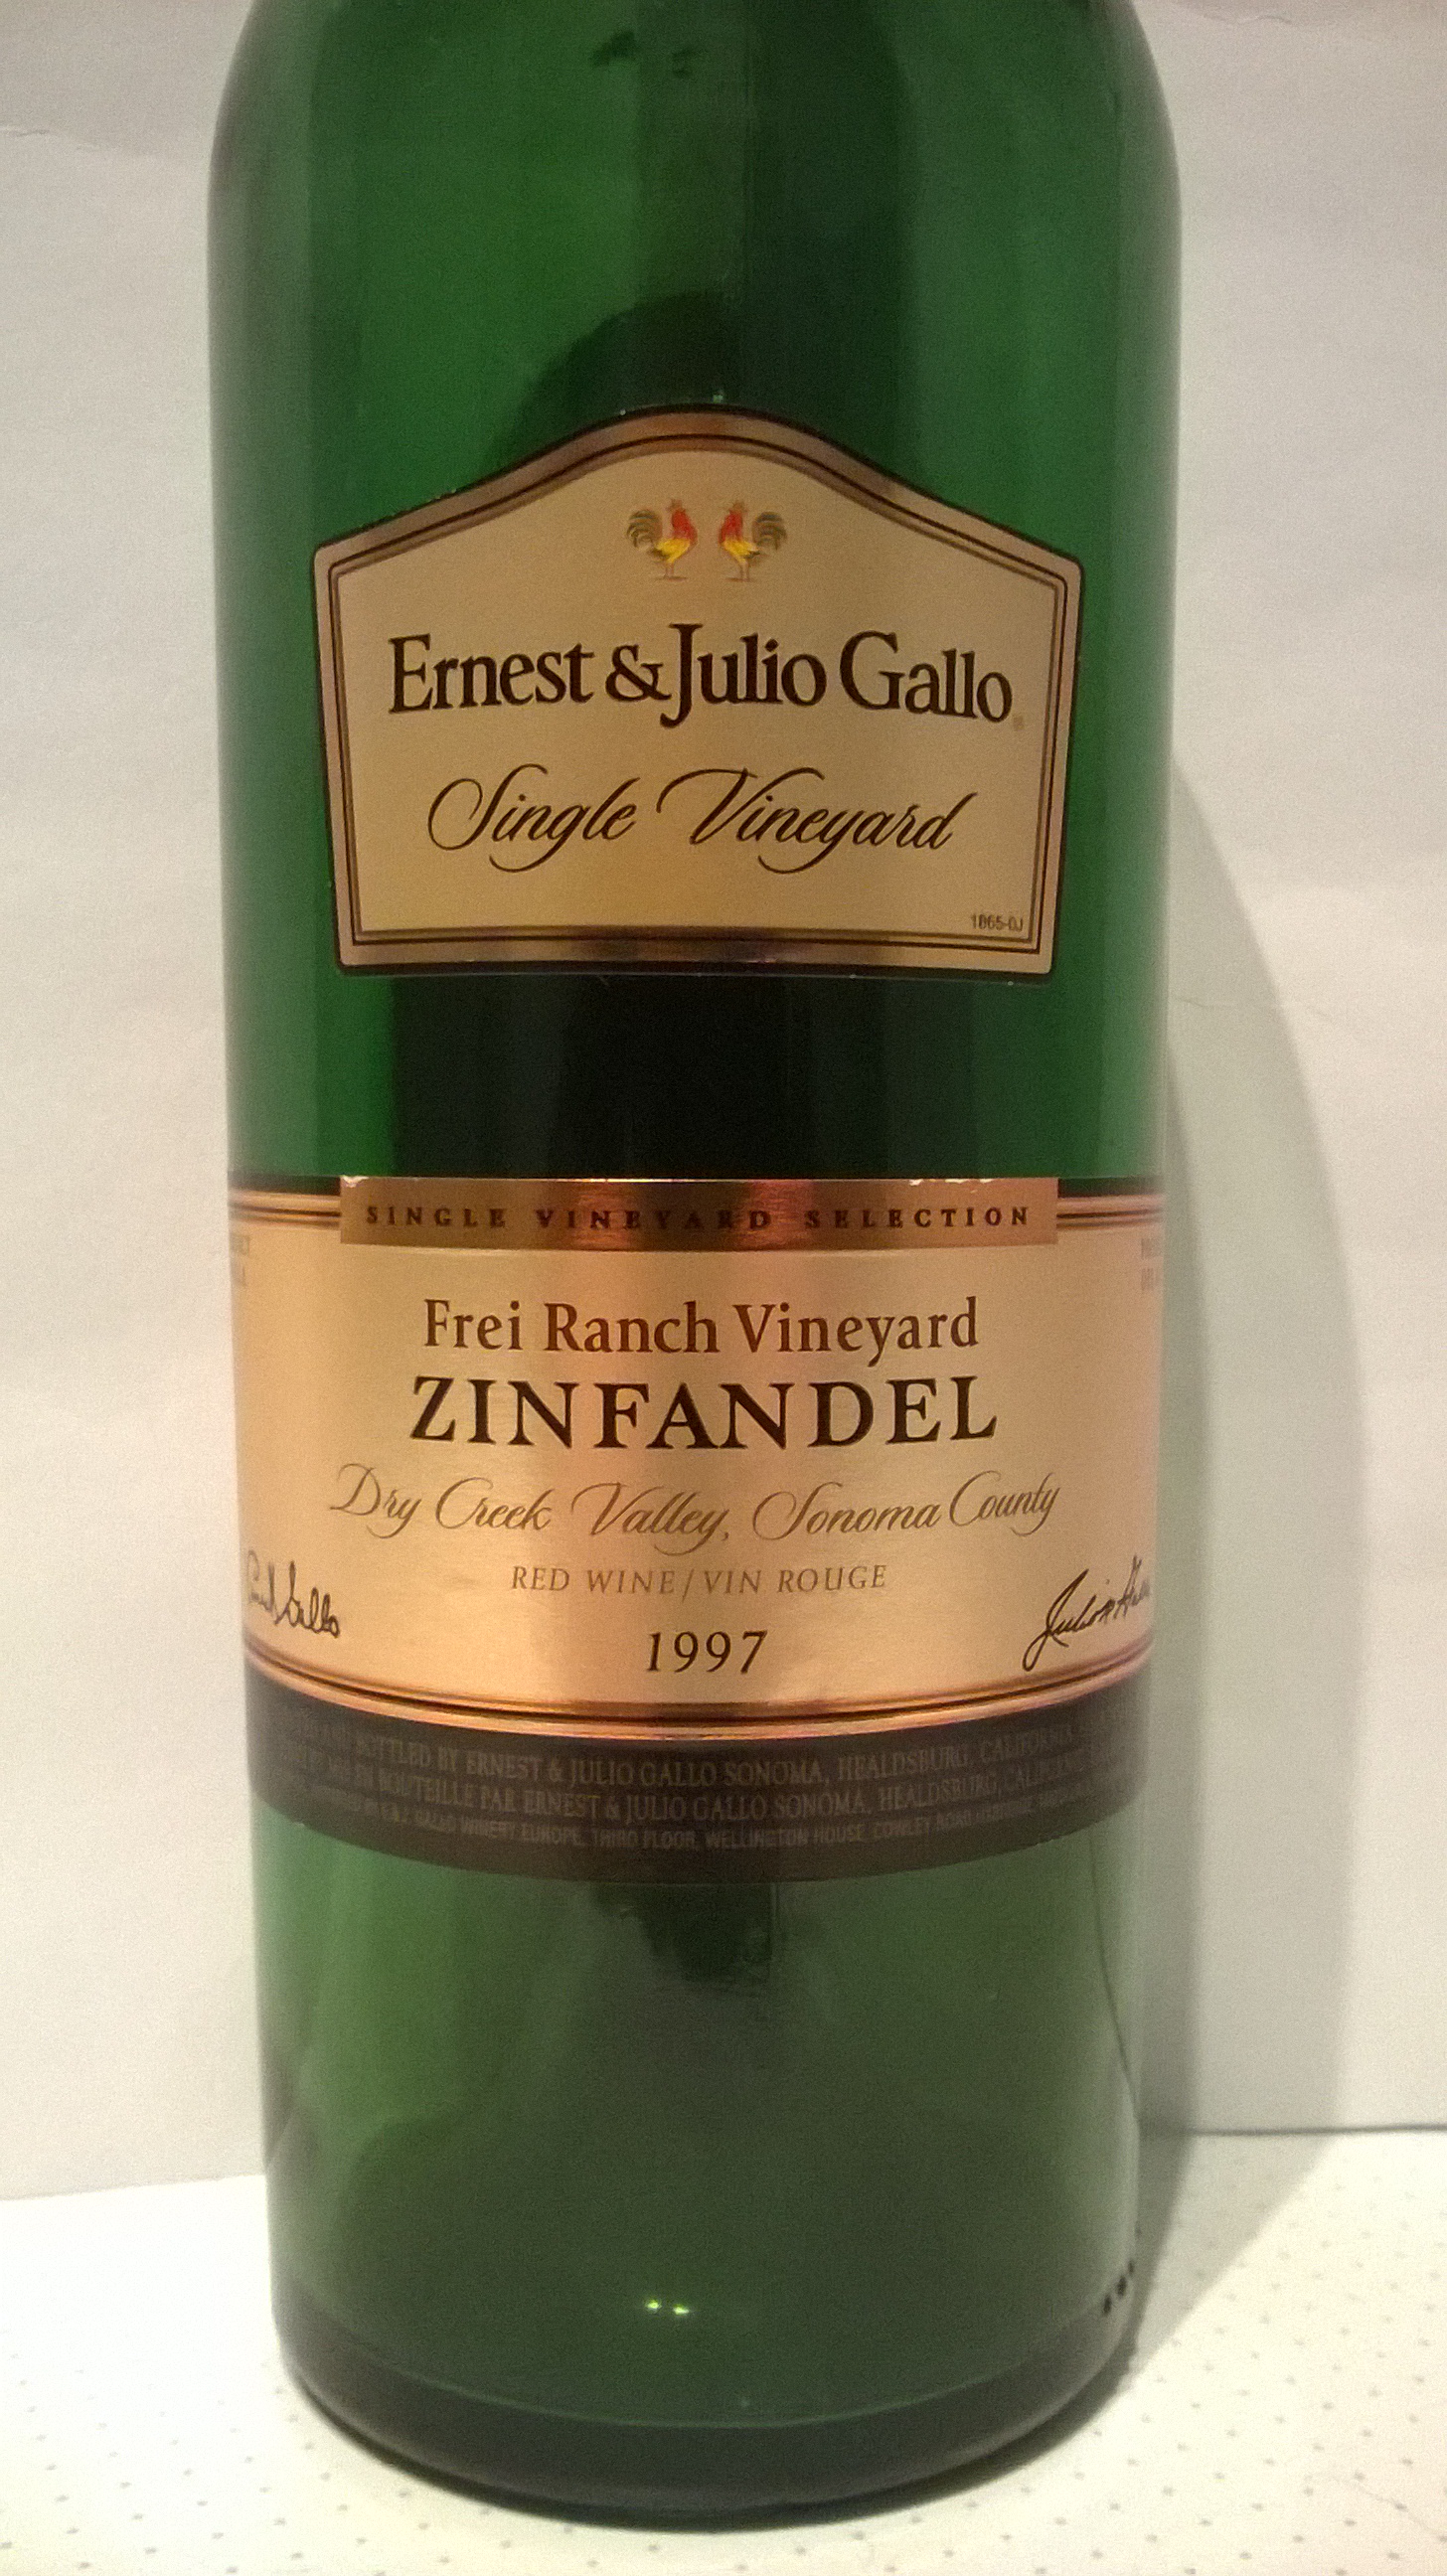 Ernest & Julio Gallo
Single Vineyard
1865-0J
SINGLE VINEYARD SELECTION
Frei Ranch Vineyard
ZINFANDEL
Dry Creek Valley, Sonoma County
RED WINE/VIN ROUGE
1997
BOTTLED BY ERNEST & JULIO GALLO SONOMA, HEALDSBURG, CALIFORNIA
EN BOUTEILLE PAR ERNEST & JULIO GALLO SONOMA, HEALDSBURG,
GALLO WINERY EUROPE, THIRD FLOOR, WELLINGTON HOUSE, COWLEY ROAD